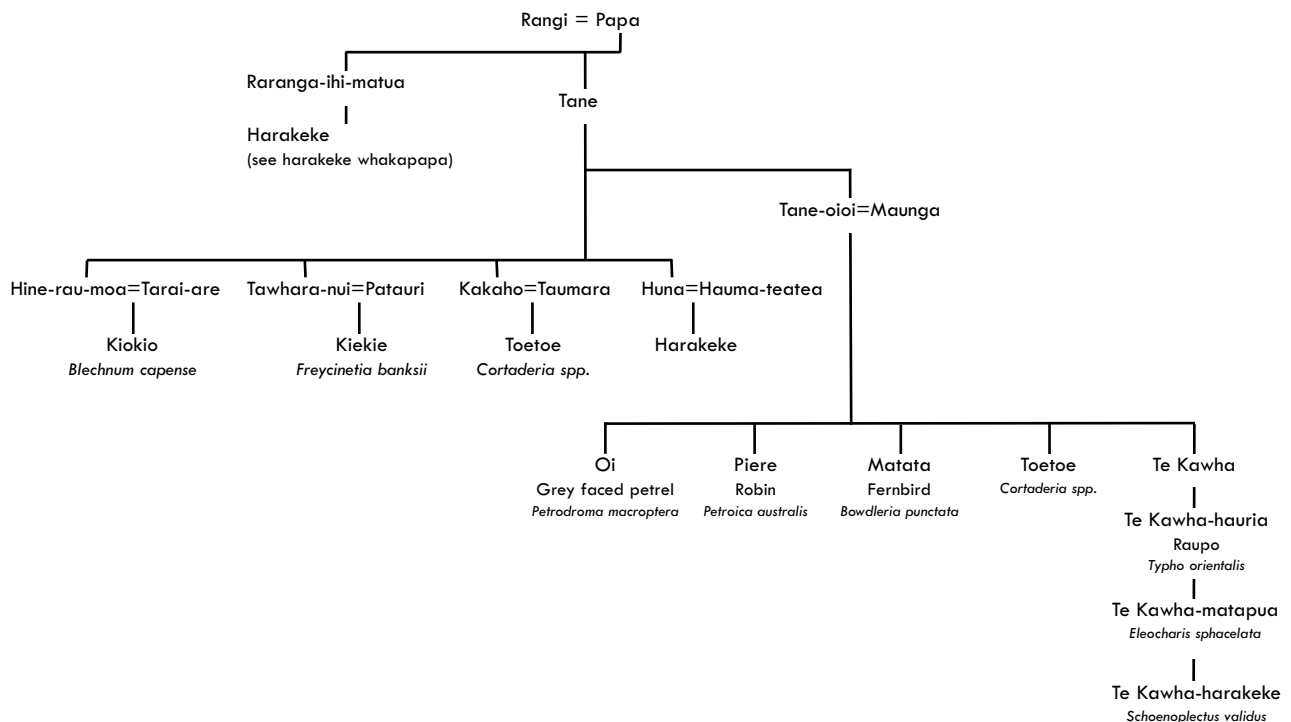 Rangi = Papa
Raranga-ihi-matua
Tane
Harakeke
(see harakeke whakapapa)
Tane-oioi=Maunga
Hine-rau-moa=Tarai-are
Tawhara-nui=Patauri
Kakaho=Taumara
Huna=Hauma-teatea
Kiokio
Blechnum capense
Kiekie
Freycinetia banksii
Toetoe
Cortaderia spp.
Harakeke
Oi
Grey faced petrel
Petrodroma macroptera
Piere
Robin
Petroica australis
Matata
Fernbird
Bowdleria punctata
Toetoe
Cortaderia spp.
Te Kawha
Te Kawha-hauria
Raupo
Typho orientalis
Te Kawha-matapua
Eleocharis sphacelata
Te Kawha-harakeke
Schoenoplectus validus